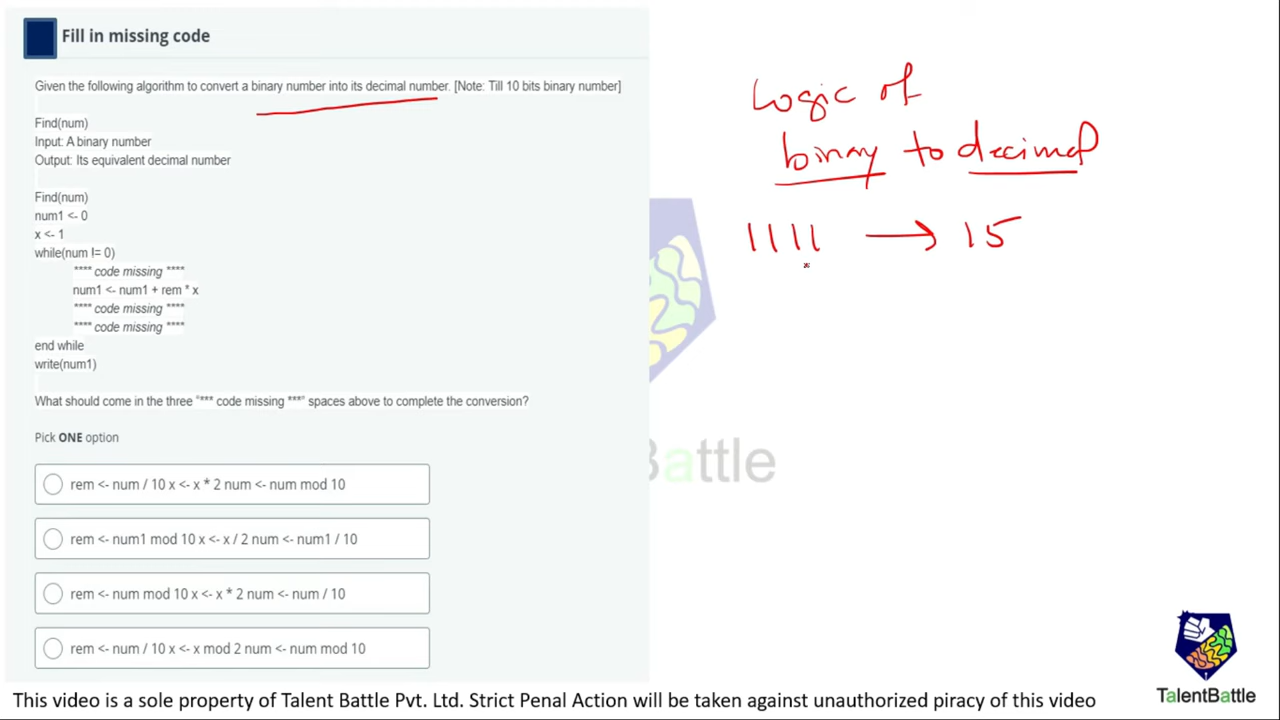 Fill in missing code
Given the following algorithm to convert a binary number into its decimal number. [Note: Till 10 bits binary number]
Find(num)
Input: A binary number
Output: Its equivalent decimal number
Find(num)
num1 <- 0
x <- 1
while(num != 0)
**** code missing ****
num1 <- num1 + rem * x
**** code missing ****
**** code missing ****
end while
write(num1)
What should come in the three "*** code missing ***" spaces above to complete the conversion?
Pick ONE option
rem <- num / 10 x <- x * 2 num <- num mod 10
rem <- num1 mod 10 x <- x / 2 num <- num1 / 10
rem <- num mod 10 x <- x * 2 num <- num / 10
rem <- num / 10 x <- x mod 2 num <- num mod 10
Logic of
binary to decimal
1111 → 15
Battle
TalentBattle
This video is a sole property of Talent Battle Pvt. Ltd. Strict Penal Action will be taken against unauthorized piracy of this video